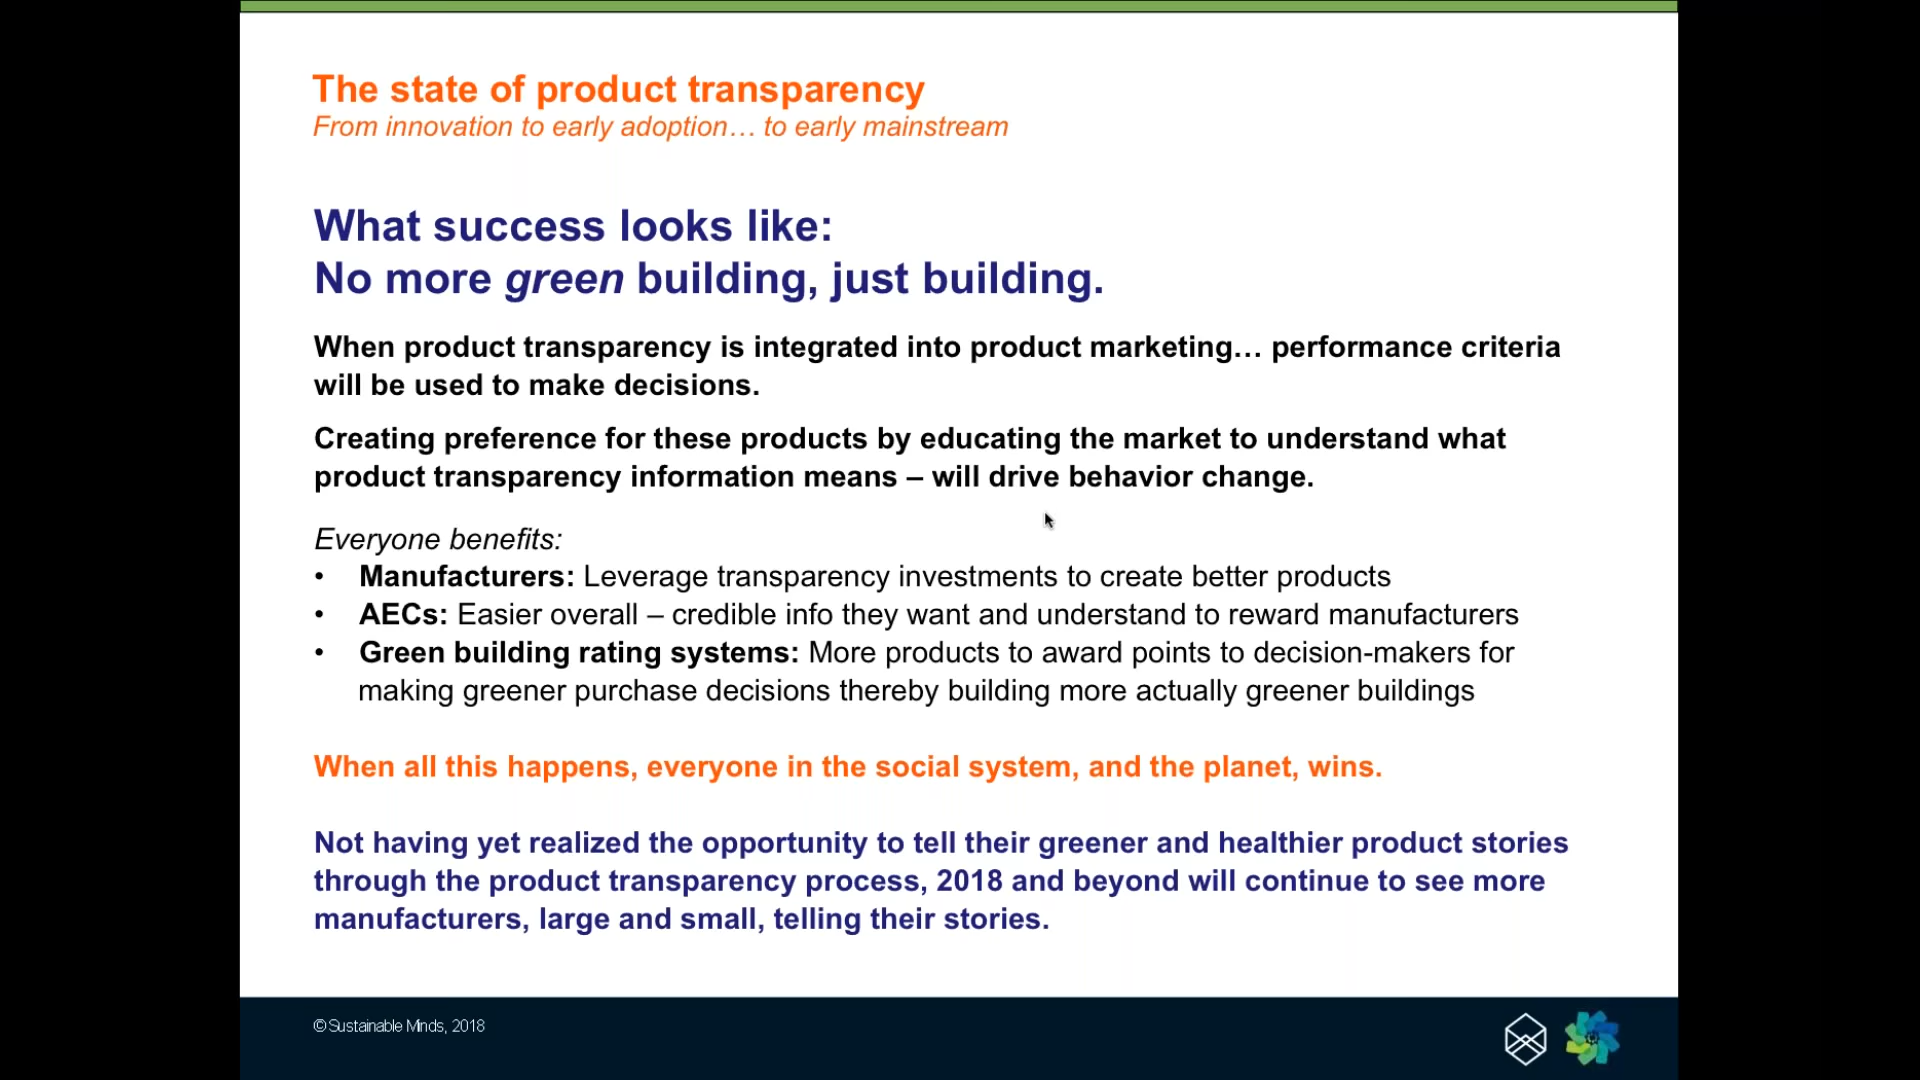 The state of product transparency
From innovation to early adoption… to early mainstream
What success looks like:
No more green building, just building.
When product transparency is integrated into product marketing… performance criteria
will be used to make decisions.
Creating preference for these products by educating the market to understand what
product transparency information means – will drive behavior change.
Everyone benefits:
• Manufacturers: Leverage transparency investments to create better products
• AECs: Easier overall – credible info they want and understand to reward manufacturers
• Green building rating systems: More products to award points to decision-makers for
making greener purchase decisions thereby building more actually greener buildings
When all this happens, everyone in the social system, and the planet, wins.
Not having yet realized the opportunity to tell their greener and healthier product stories
through the product transparency process, 2018 and beyond will continue to see more
manufacturers, large and small, telling their stories.
© Sustainable Minds, 2018